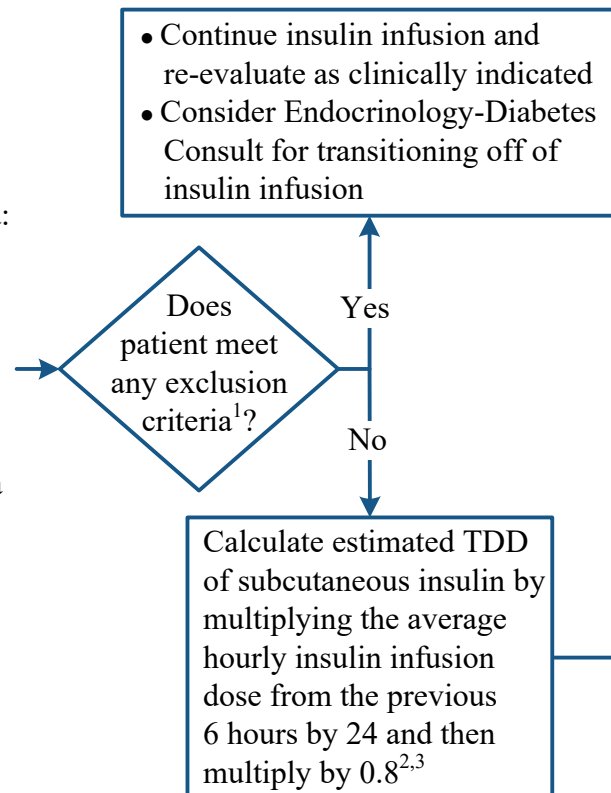 • Continue insulin infusion and
re-evaluate as clinically indicated
• Consider Endocrinology-Diabetes
Consult for transitioning off of
insulin infusion
Does
patient meet
any exclusion
criteria¹?
Yes
No
Calculate estimated TDD
of subcutaneous insulin by
multiplying the average
hourly insulin infusion
dose from the previous
6 hours by 24 and then
multiply by 0.8²,³